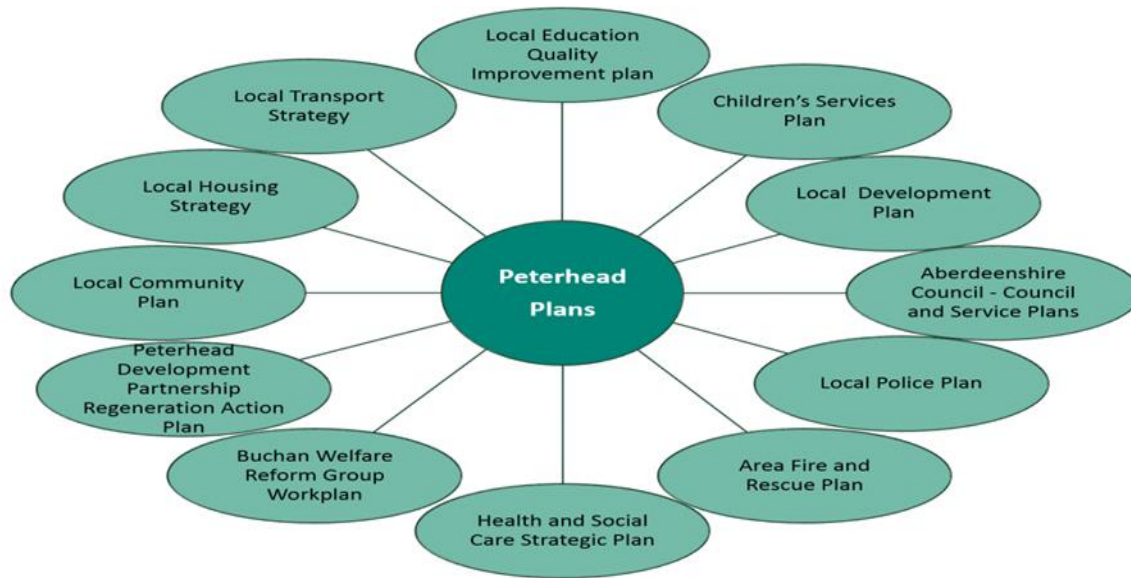 Local Education
Quality
Improvement plan
Children’s Services
Plan
Local  Development
Plan
Aberdeenshire
Council - Council
and Service Plans
Local Police Plan
Area Fire and
Rescue Plan
Health and Social
Care Strategic Plan
Buchan Welfare
Reform Group
Workplan
Peterhead
Development
Partnership
Regeneration Action
Plan
Local Community
Plan
Local Housing
Strategy
Local Transport
Strategy
Peterhead
Plans